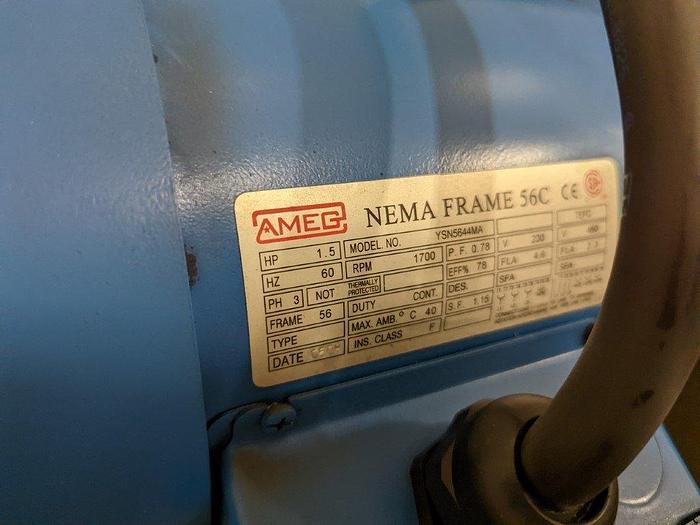 AMEG NEMA FRAME 56C CE
HP 1.5 MODEL NO. YSN5644MA TEFC
HZ 60 RPM 1700 P.F. 0.78 V. 230 V. 460
PH 3 NOT THERMALLY PROTECTED EFF% 78 FLA: 4.6 FLA: 2.3
FRAME 56 DUTY CONT. DES. SFA SFA
TYPE MAX. AMB.° C 40 S.F. 1.15
DATE INS. CLASS F